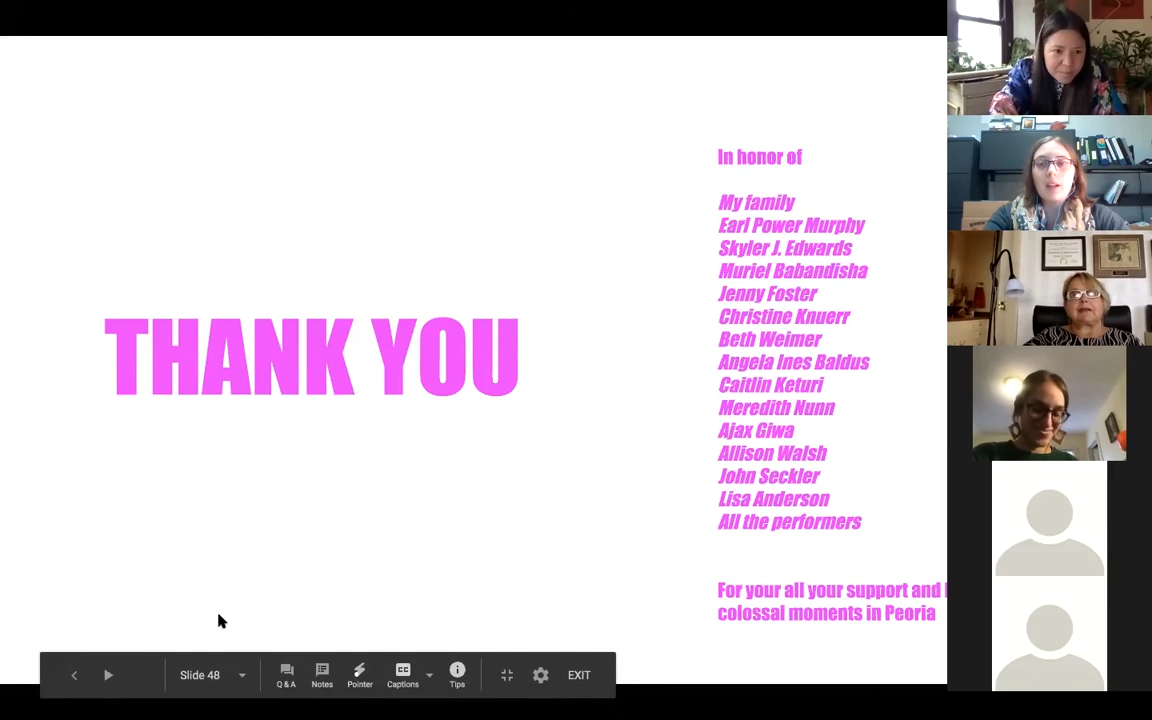 THANK YOU
In honor of
My family
Earl Power Murphy
Skyler J. Edwards
Muriel Babandisha
Jenny Foster
Christine Knuerr
Beth Weimer
Angela Ines Baldus
Caitlin Keturi
Meredith Nunn
Ajax Giwa
Allison Walsh
John Seckler
Lisa Anderson
All the performers
For your all your support and
colossal moments in Peoria
Slide 48
Q & A
Notes
Pointer
CC
Captions
Tips
EXIT